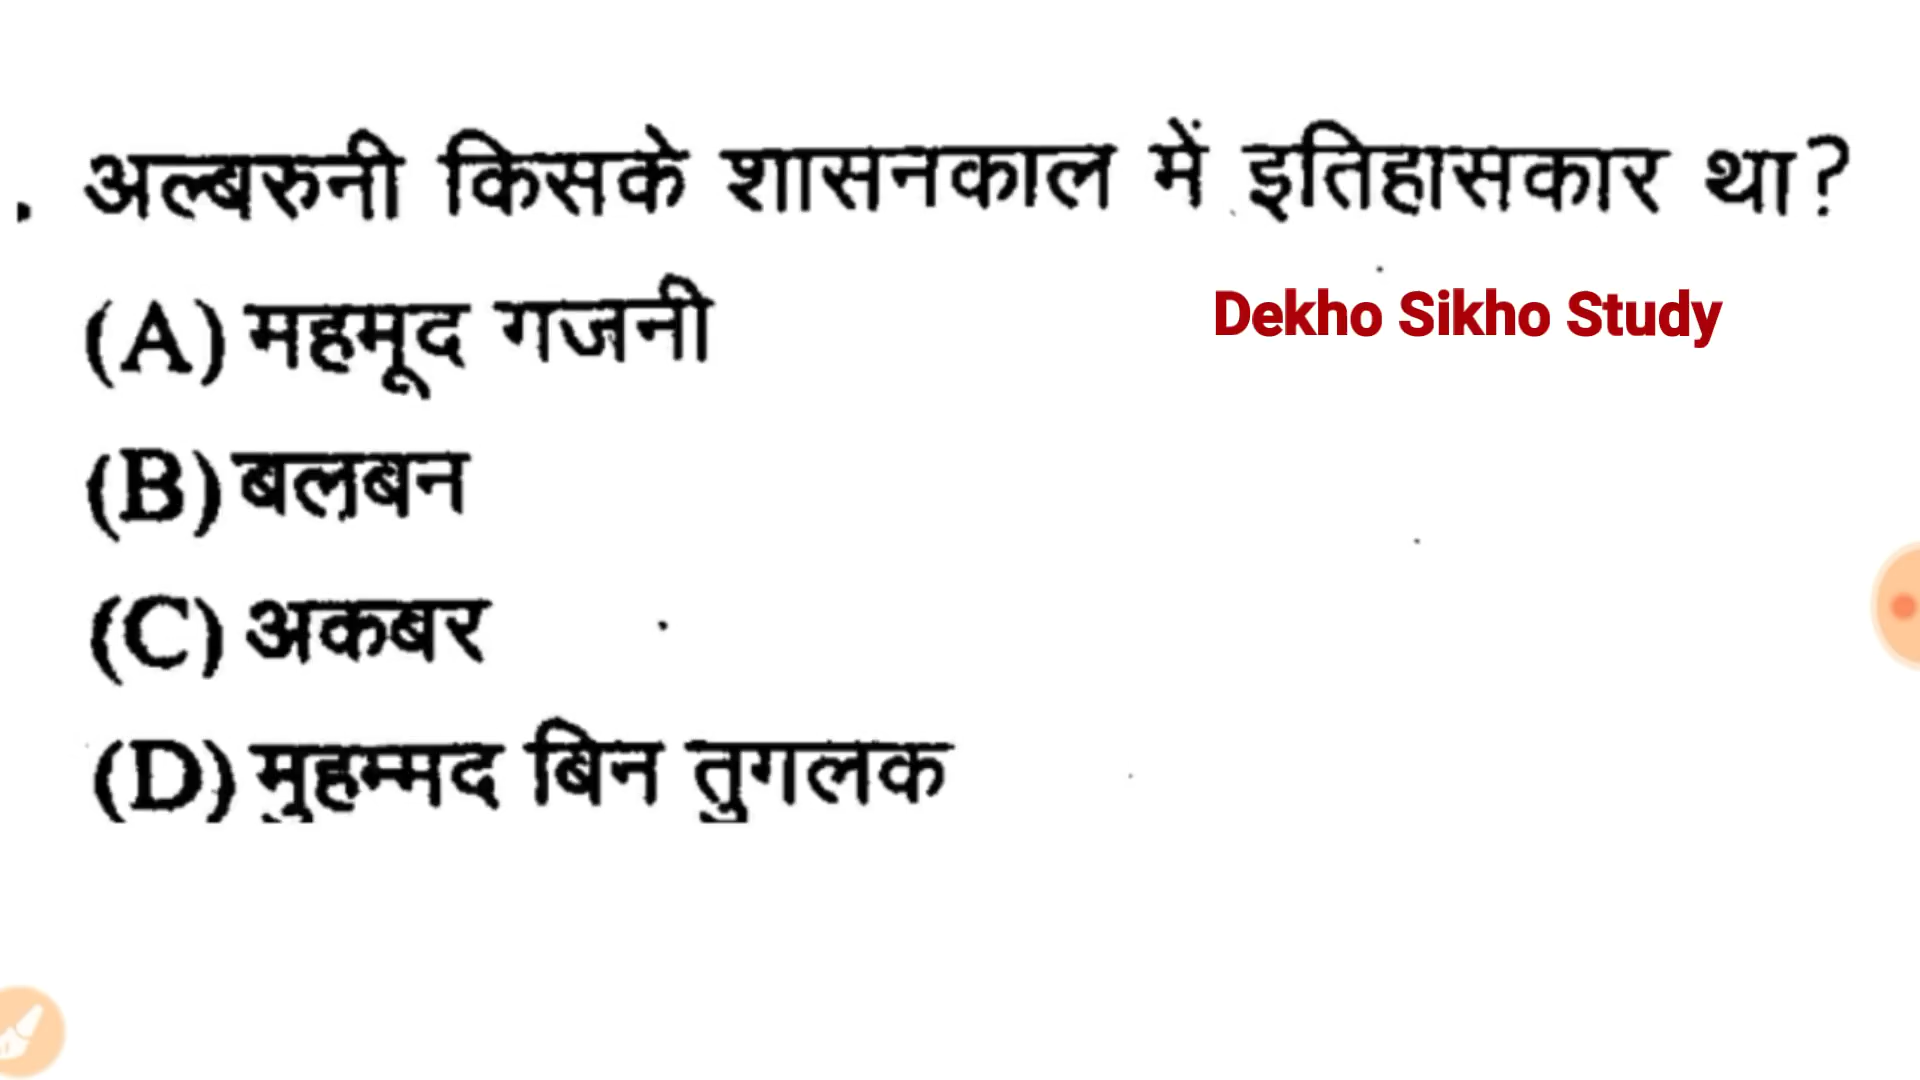 . अल्बरुनी किसके शासनकाल में इतिहासकार था?
(A) महमूद गजनी
Dekho Sikho Study
(B) बलबन
(C) अकबर
(D) मुहम्मद बिन तुगलक